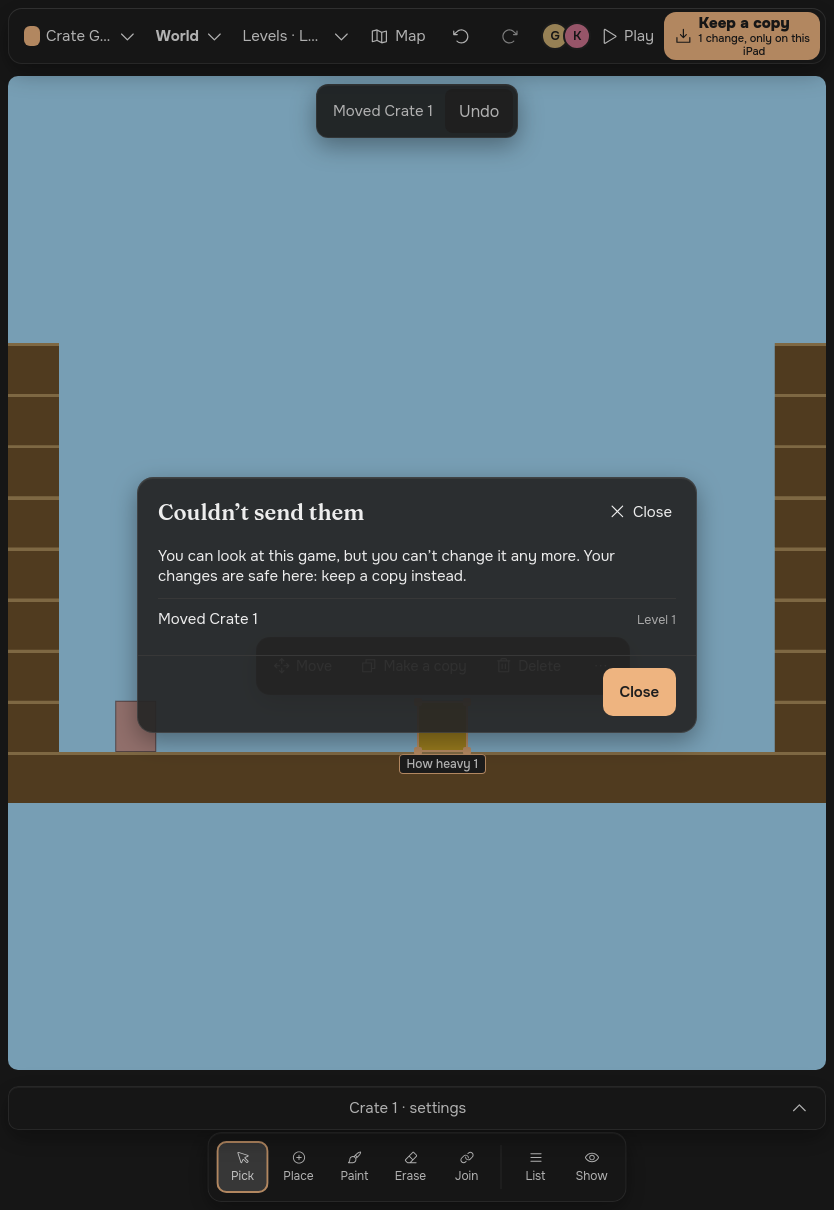 Crate G...
World
Levels · L...
Map
G
K
Play
Keep a copy
1 change, only on this
iPad
Moved Crate 1
Undo
Couldn’t send them
Close
You can look at this game, but you can’t change it any more. Your
changes are safe here: keep a copy instead.
Moved Crate 1
Level 1
Move
Make a copy
Delete
Close
How heavy 1
Crate 1 · settings
Pick
Place
Paint
Erase
Join
List
Show